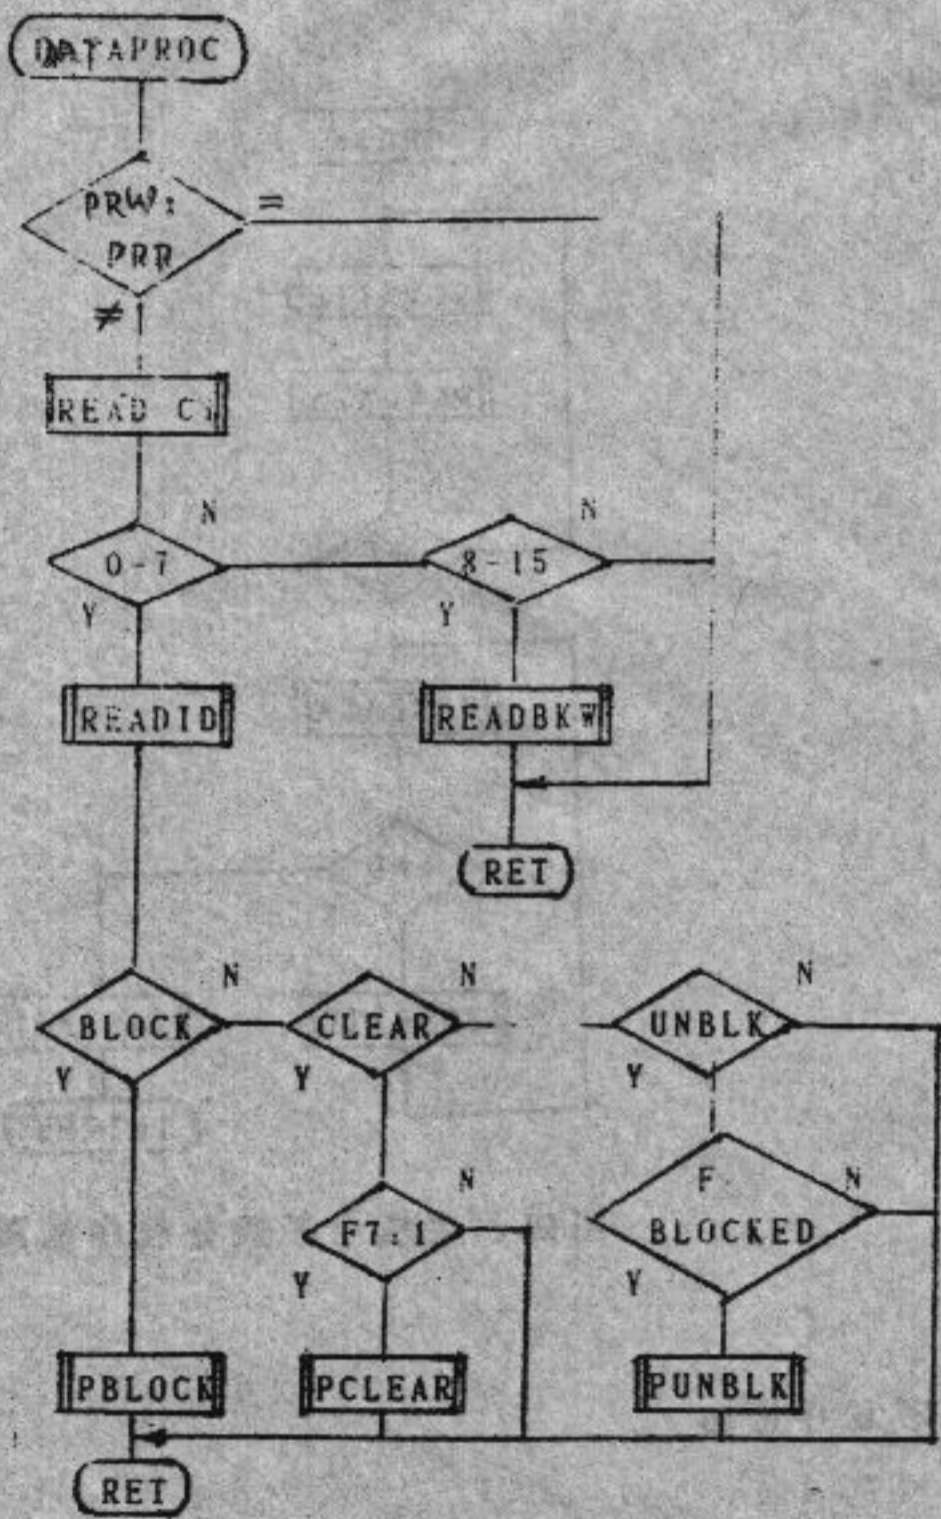 DATAPROC
PRW:
PRR
=
≠
READ
0-7
N
Y
8-15
N
Y
READID
READBKW
RET
BLOCK
N
Y
CLEAR
N
Y
UNBLK
N
Y
F7:1
N
Y
F
BLOCKED
N
Y
PBLOCK
PCLEAR
PUNBLK
RET